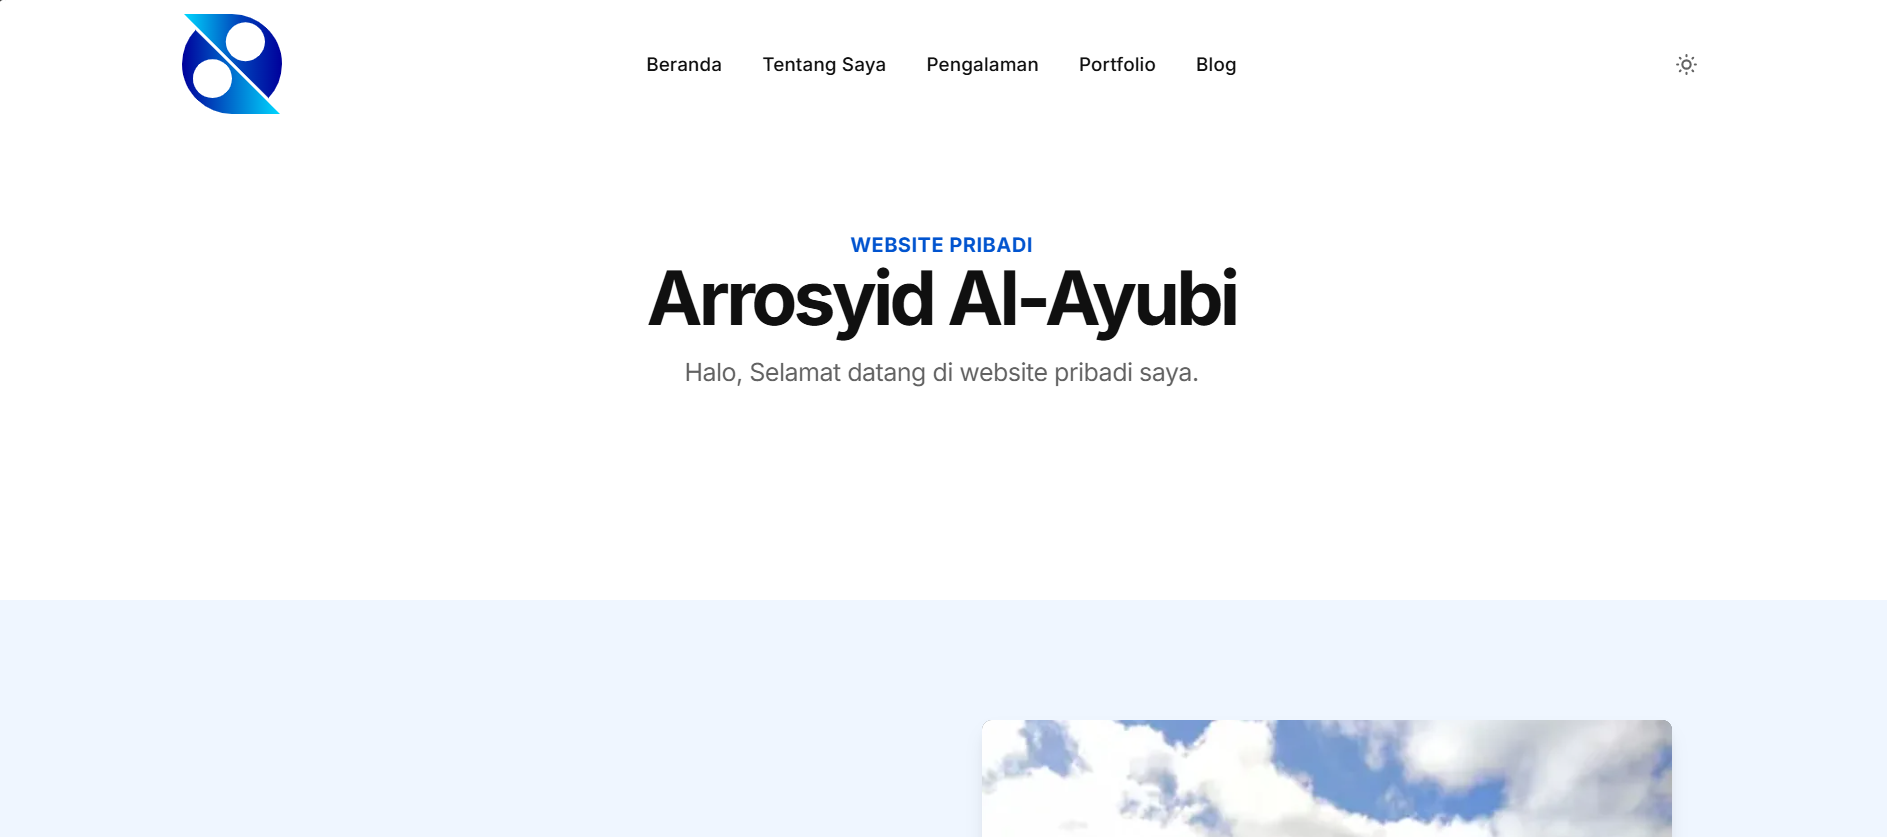 Beranda Tentang Saya Pengalaman Portfolio Blog
WEBSITE PRIBADI
Arrosyid Al-Ayubi
Halo, Selamat datang di website pribadi saya.